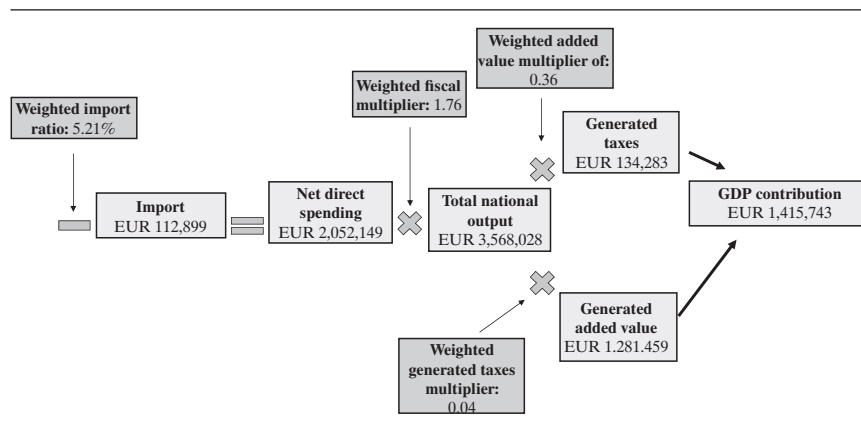 Weighted added
value multiplier of:
0.36
Weighted fiscal
multiplier: 1.76
Weighted import
ratio: 5.21%
Generated
taxes
EUR 134,283
Import
EUR 112,899
Net direct
spending
EUR 2,052,149
Total national
output
EUR 3,568,028
GDP contribution
EUR 1,415,743
Generated
added value
EUR 1.281.459
Weighted
generated taxes
multiplier:
0.04